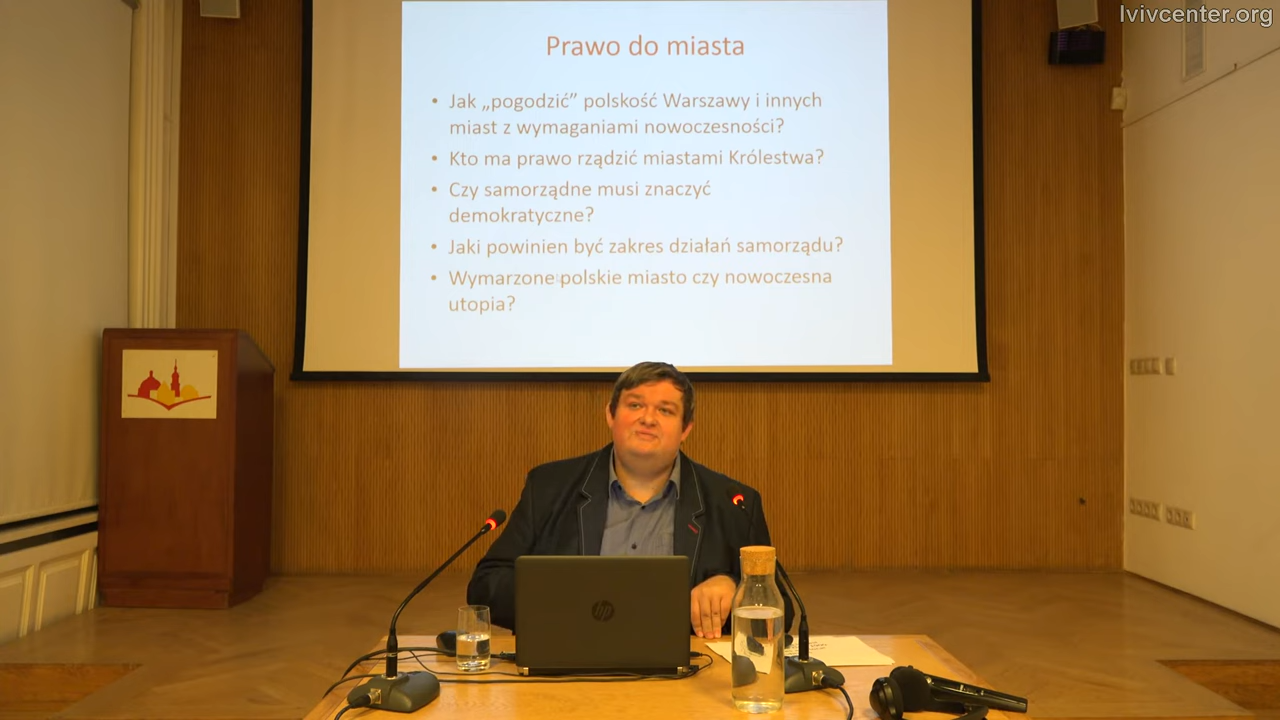 lvivcenter.org
Prawo do miasta
• Jak „pogodzić” polskość Warszawy i innych
miast z wymaganiami nowoczesności?
• Kto ma prawo rządzić miastami Królestwa?
• Czy samorządne musi znaczyć
demokratyczne?
• Jaki powinien być zakres działań samorządu?
• Wymarzone polskie miasto czy nowoczesna
utopia?
hp